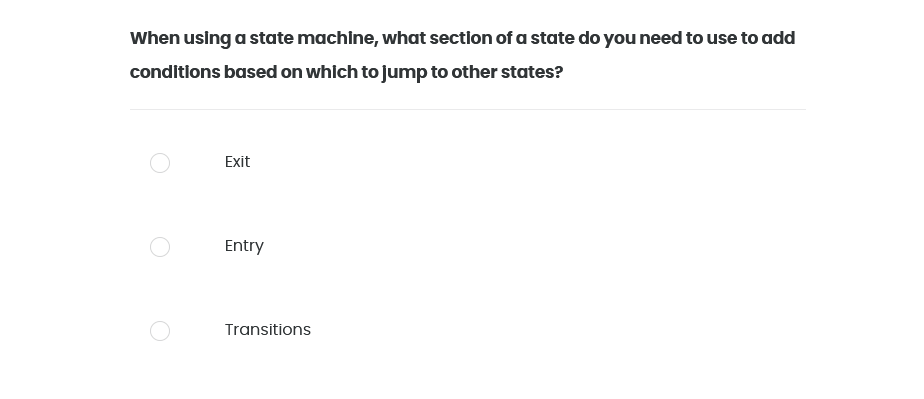 When using a state machine, what section of a state do you need to use to add
conditions based on which to jump to other states?
Exit
Entry
Transitions